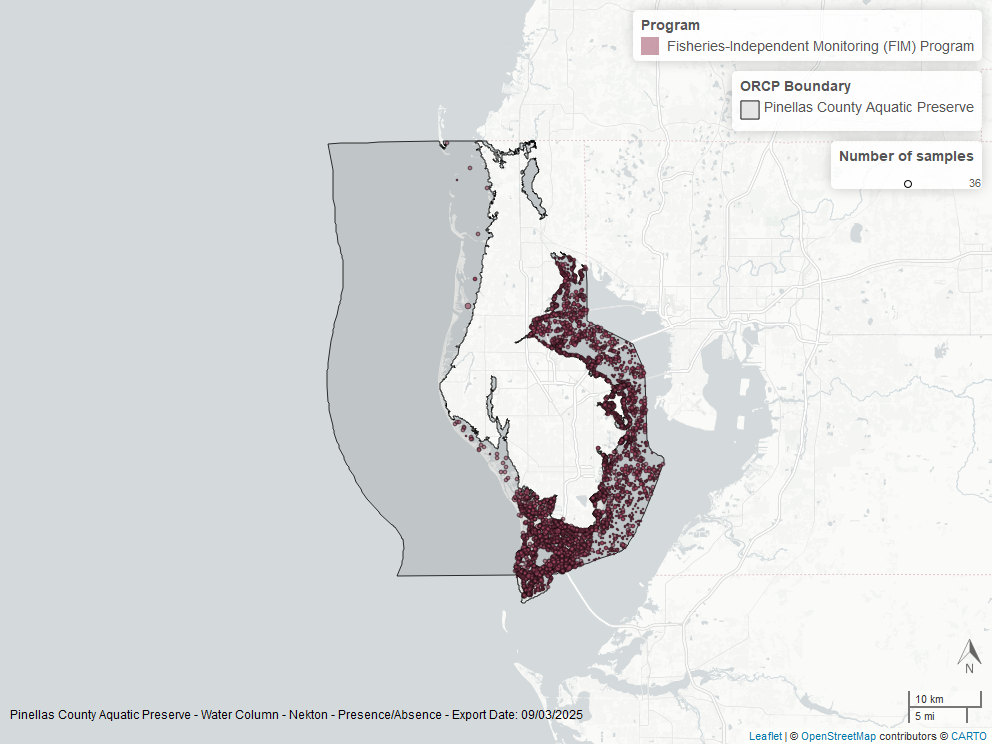 Program
Fisheries-Independent Monitoring (FIM) Program
ORCP Boundary
Pinellas County Aquatic Preserve
Number of samples
36
N
10 km
5 mi
Pinellas County Aquatic Preserve - Water Column - Nekton - Presence/Absence - Export Date: 09/03/2025
Leaflet | © OpenStreetMap contributors © CARTO